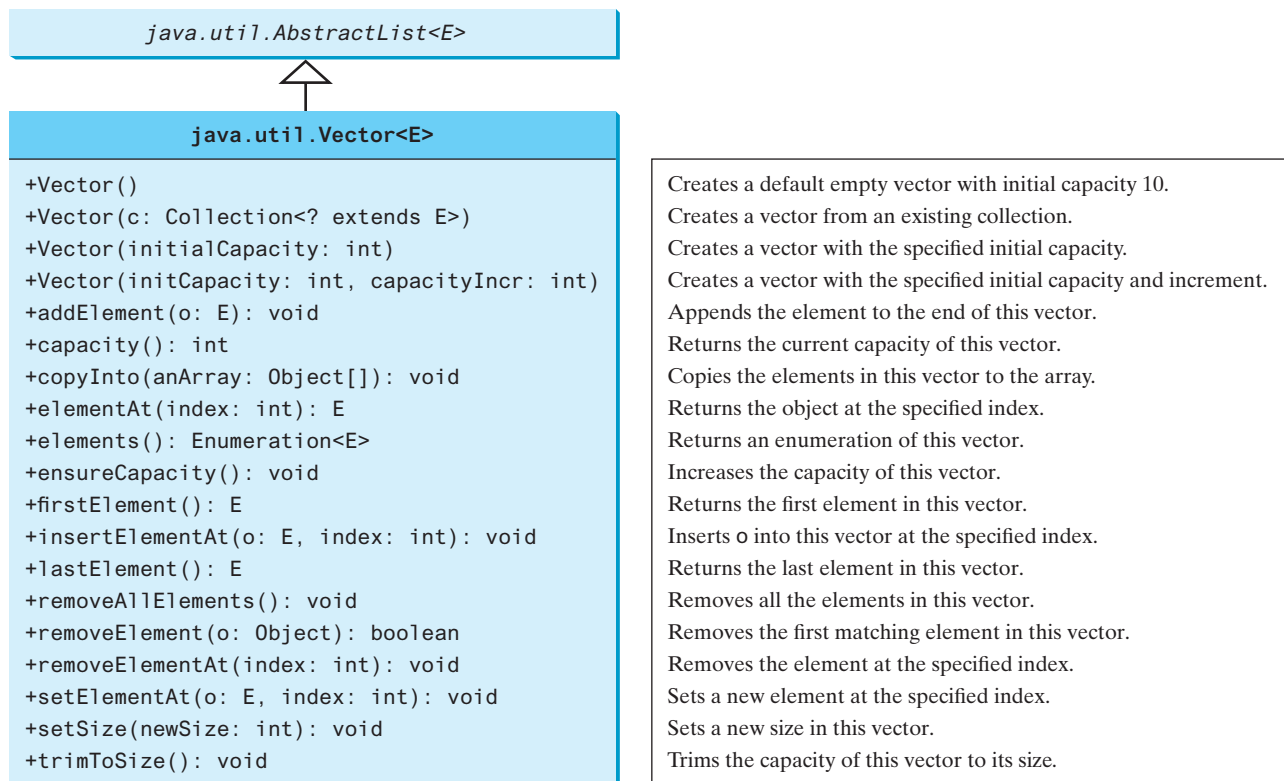 java.util.AbstractList<E>
java.util.Vector<E>
+Vector()
+Vector(c: Collection<? extends E>)
+Vector(initialCapacity: int)
+Vector(initCapacity: int, capacityIncr: int)
+addElement(o: E): void
+capacity(): int
+copyInto(anArray: Object[]): void
+elementAt(index: int): E
+elements(): Enumeration<E>
+ensureCapacity(): void
+firstElement(): E
+insertElementAt(o: E, index: int): void
+lastElement(): E
+removeAllElements(): void
+removeElement(o: Object): boolean
+removeElementAt(index: int): void
+setElementAt(o: E, index: int): void
+setSize(newSize: int): void
+trimToSize(): void
Creates a default empty vector with initial capacity 10.
Creates a vector from an existing collection.
Creates a vector with the specified initial capacity.
Creates a vector with the specified initial capacity and increment.
Appends the element to the end of this vector.
Returns the current capacity of this vector.
Copies the elements in this vector to the array.
Returns the object at the specified index.
Returns an enumeration of this vector.
Increases the capacity of this vector.
Returns the first element in this vector.
Inserts o into this vector at the specified index.
Returns the last element in this vector.
Removes all the elements in this vector.
Removes the first matching element in this vector.
Removes the element at the specified index.
Sets a new element at the specified index.
Sets a new size in this vector.
Trims the capacity of this vector to its size.